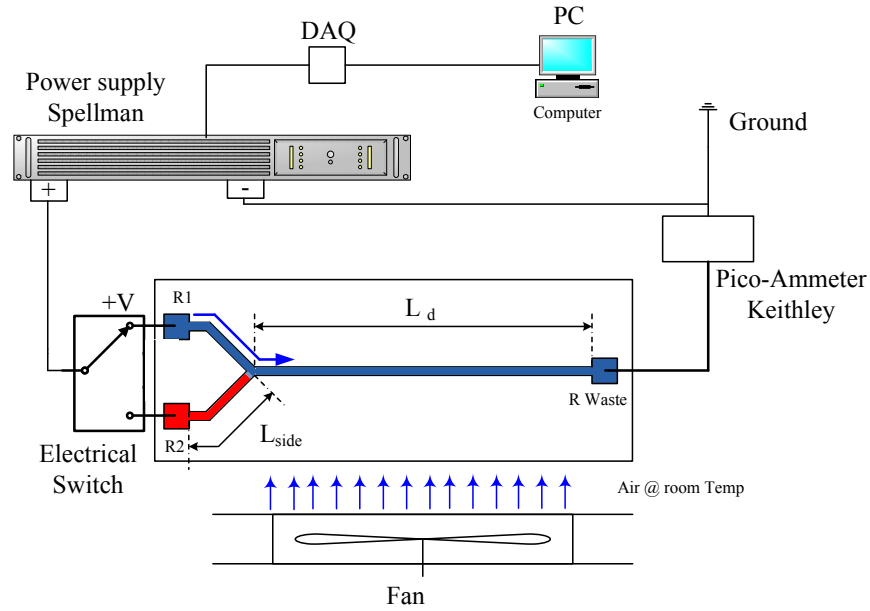 PC
DAQ
Power supply
Spellman
Computer
Ground
+
-
Pico-Ammeter
Keithley
+V
R1
L d
R Waste
R2
Lside
Electrical
Switch
Air @ room Temp
Fan